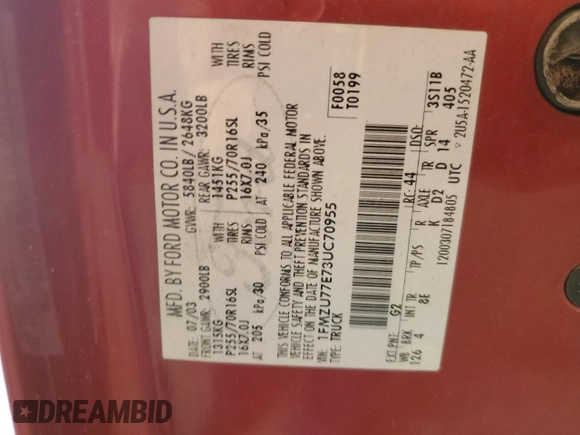 MFD. BY FORD MOTOR CO. IN U.S.A.
DATE: 07/03 GVWR: 5840LB/ 2648KG
FRONT GAWR: 2900LB REAR GAWR: 3200LB
1315KG 1451KG WITH
P255/70R16SL P255/70R16SL TIRES
16X7.0J 16X7.0J RIMS
AT 205 kPa/30 AT 240 kPa/35 PSI COLD
WITH
TIRES
RIMS
PSI COLD
THIS VEHICLE CONFORMS TO ALL APPLICABLE FEDERAL MOTOR
VEHICLE SAFETY AND THEFT PREVENTION STANDARDS IN
EFFECT ON THE DATE OF MANUFACTURE SHOWN ABOVE.
VIN: 1FMZU77E73UC70955
TYPE: TRUCK
F0058
T0199
EXT PNT: G2 RC: 44 DSO:
WB BRK INT TR TP/PS R AXLE TR SPR
126 4 8E K D2 D 14 3S11B
405
1200307184805 UTC
2U5A-1520472-AA
DREAMBID